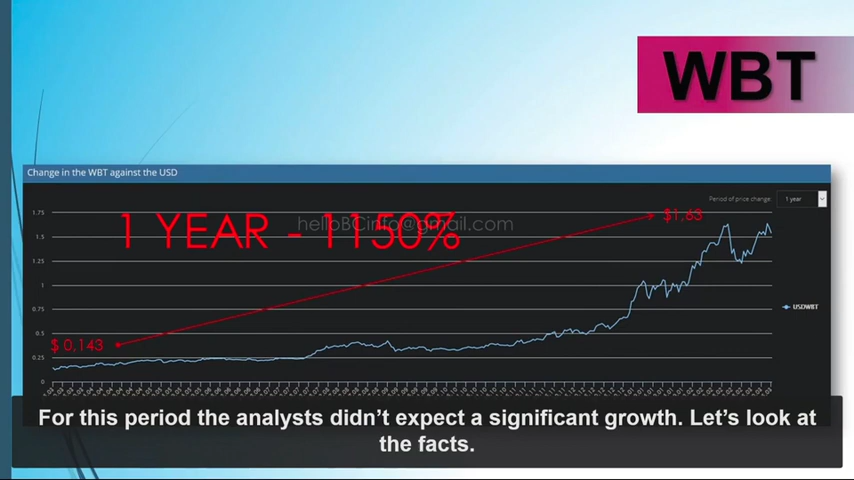 WBT
Change in the WBT against the USD
Period of price change 1 year
helloBCinfo@gmail.com
1 YEAR - 1150%
$1,63
$ 0,143
1.75
1.5
1.25
1
0.75
0.5
0.25
0
USDWBT
For this period the analysts didn't expect a significant growth. Let's look at
the facts.